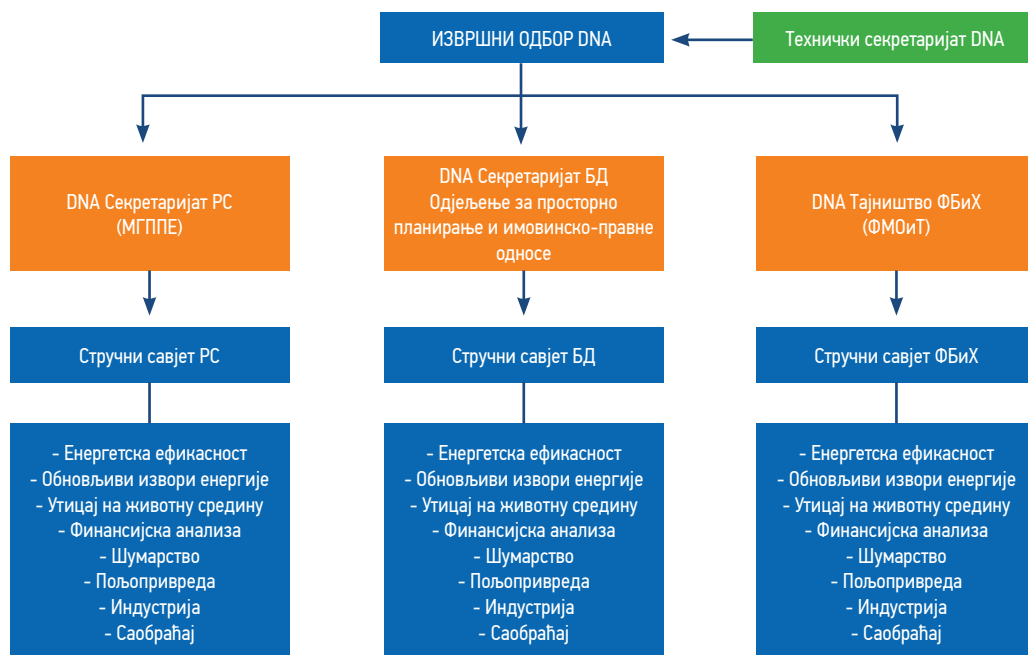 ИЗВРШНИ ОДБОР DNA
Технички секретаријат DNA
DNA Секретаријат РС
(МГППЕ)
DNA Секретаријат БД
Одјељење за просторно
планирање и имовинско-правне
односе
DNA Тајништво ФБиХ
(ФМОиТ)
Стручни савјет РС
Стручни савјет БД
Стручни савјет ФБиХ
- Енергетска ефикасност
- Обновљиви извори енергије
- Утицај на животну средину
- Финансијска анализа
- Шумарство
- Пољопривреда
- Индустрија
- Саобраћај
- Енергетска ефикасност
- Обновљиви извори енергије
- Утицај на животну средину
- Финансијска анализа
- Шумарство
- Пољопривреда
- Индустрија
- Саобраћај
- Енергетска ефикасност
- Обновљиви извори енергије
- Утицај на животну средину
- Финансијска анализа
- Шумарство
- Пољопривреда
- Индустрија
- Саобраћај